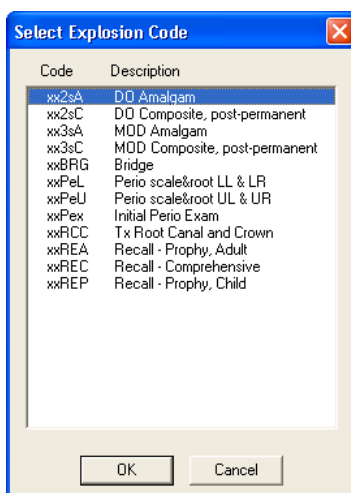 Select Explosion Code
Code Description
xx2sA DO Amalgam
xx2sC DO Composite, post-permanent
xx3sA MOD Amalgam
xx3sC MOD Composite, post-permanent
xxBRG Bridge
xxPeL Perio scale&root LL & LR
xxPeU Perio scale&root UL & UR
xxPex Initial Perio Exam
xxRCC Tx Root Canal and Crown
xxREA Recall - Prophy, Adult
xxREC Recall - Comprehensive
xxREP Recall - Prophy, Child
OK Cancel